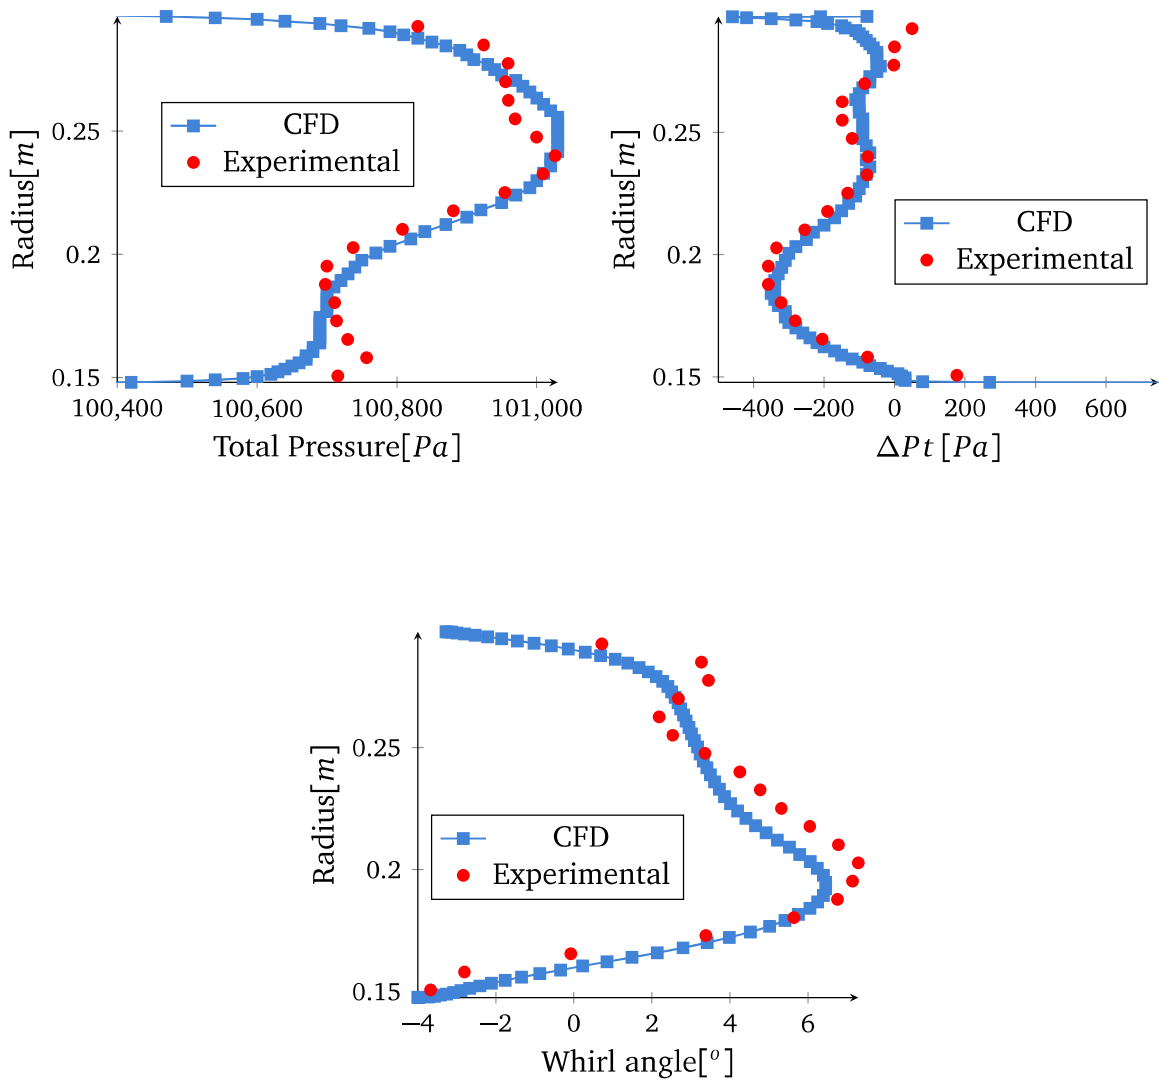 0.25
0.2
0.15
Radius[m]
CFD
Experimental
100,400 100,600 100,800 101,000
Total Pressure[Pa]
0.25
0.2
0.15
Radius[m]
CFD
Experimental
−400 −200 0 200 400 600
ΔPt [Pa]
0.25
0.2
0.15
Radius[m]
CFD
Experimental
−4 −2 0 2 4 6
Whirl angle[º]